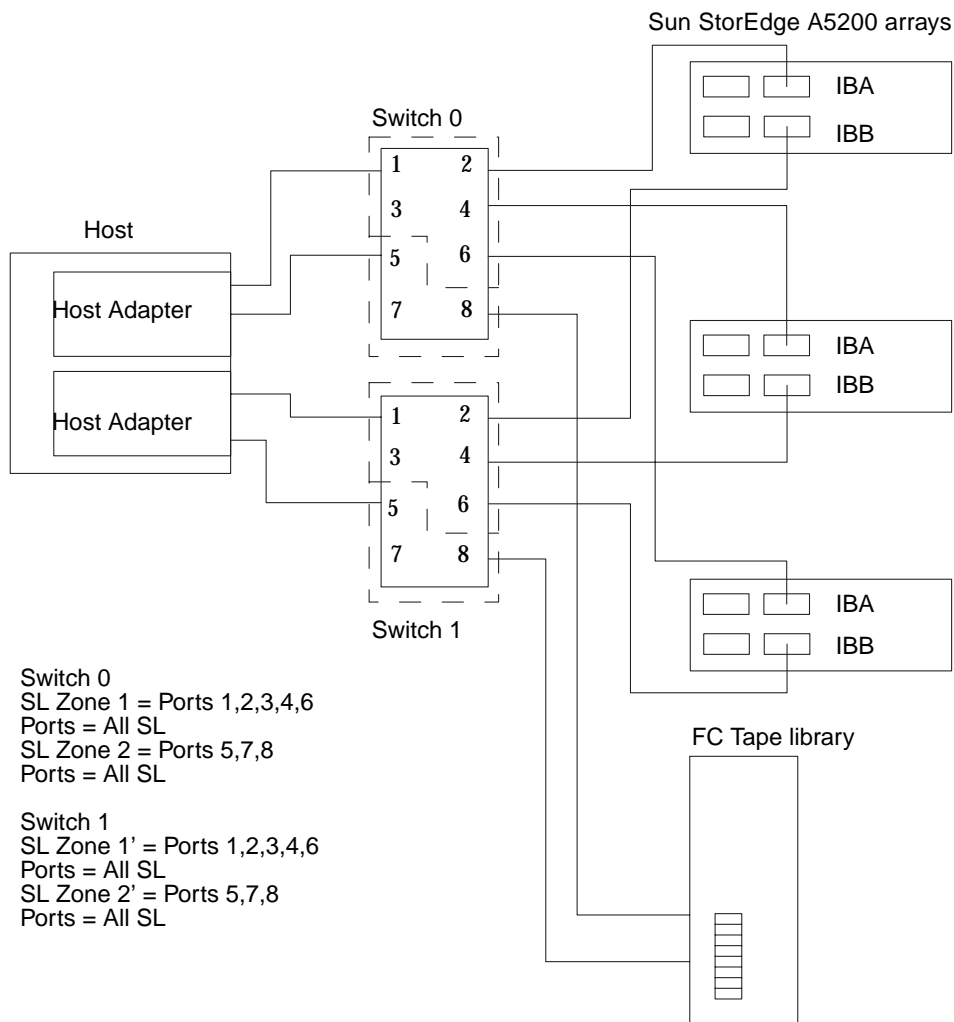 Sun StorEdge A5200 arrays
IBA
IBB
Switch 0
1 2
3 4
5 6
7 8
Host
Host Adapter
Host Adapter
IBA
IBB
1 2
3 4
5 6
7 8
Switch 1
IBA
IBB
Switch 0
SL Zone 1 = Ports 1,2,3,4,6
Ports = All SL
SL Zone 2 = Ports 5,7,8
Ports = All SL
Switch 1
SL Zone 1’ = Ports 1,2,3,4,6
Ports = All SL
SL Zone 2’ = Ports 5,7,8
Ports = All SL
FC Tape library